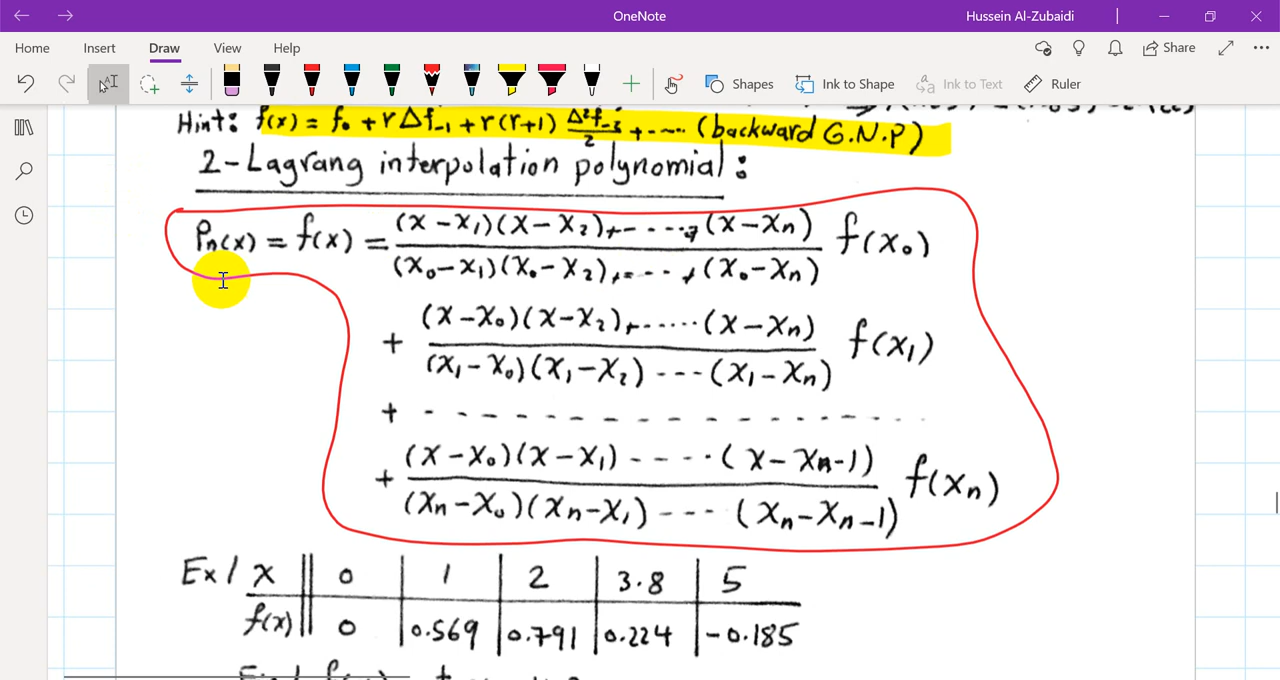 OneNote
Hussein Al-Zubaidi
Home Insert Draw View Help
Share
Shapes Ink to Shape Ink to Text Ruler
Hint: f(x) = f₀ + rΔf₋₁ + r(r+1) Δ²f₋₂/2 + ---- (backward G.N.P)
2-Lagrang interpolation polynomial:
Pn(x) = f(x) = (x-x₁)(x-x₂),+-----,(x-xn) / (x₀-x₁)(x₀-x₂),+----,(x₀-xn) f(x₀)
+ (x-x₀)(x-x₂),+------(x-xn) / (x₁-x₀)(x₁-x₂)---(x₁-xn) f(x₁)
+ - - - - - - - - - - - - - - -
+ (x-x₀)(x-x₁)-----(x-xn-1) / (xn-x₀)(xn-x₁)---(xn-xn-1) f(xn)
Ex/ x || 0 | 1 | 2 | 3.8 | 5
f(x) || 0 | 0.569 | 0.791 | 0.224 | -0.185